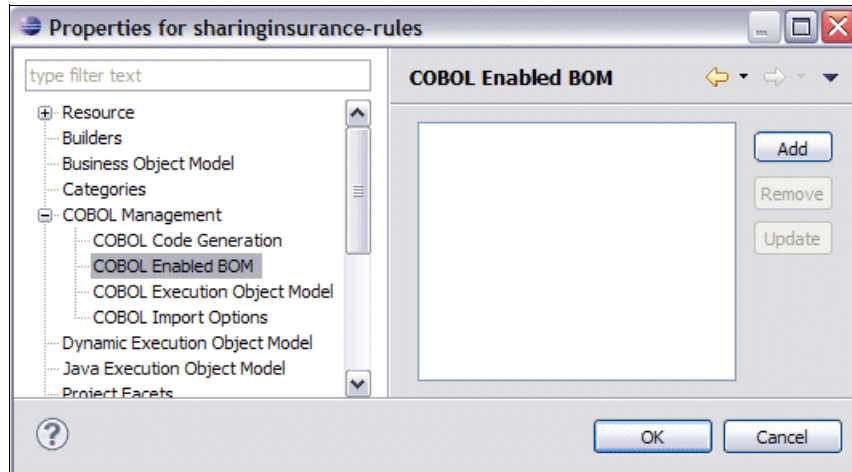 Properties for sharinginsurance-rules
type filter text
Resource
Builders
Business Object Model
Categories
COBOL Management
COBOL Code Generation
COBOL Enabled BOM
COBOL Execution Object Model
COBOL Import Options
Dynamic Execution Object Model
Java Execution Object Model
Project Facets
COBOL Enabled BOM
Add
Remove
Update
?
OK
Cancel